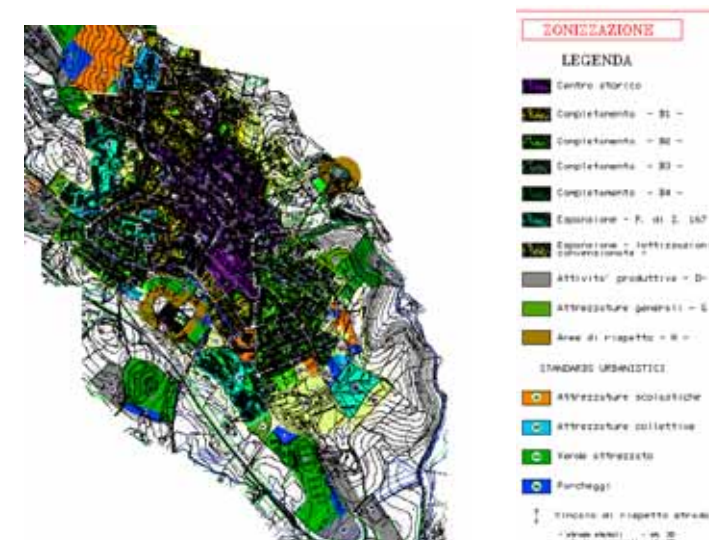 ZONIZZAZIONE
LEGENDA
Centro storico
Completamento - B1 -
Completamento - B2 -
Completamento - B3 -
Completamento - B4 -
Espansione - P. di Z. 167
Espansione - lottizzazioni
convenzionate -
Attivita' produttive - D-
Attrezzature generali - G
Aree di rispetto - H -
STANDARDS URBANISTICI
Attrezzature scolastiche
Attrezzature collettive
Verde attrezzato
Parcheggi
Vincolo di rispetto